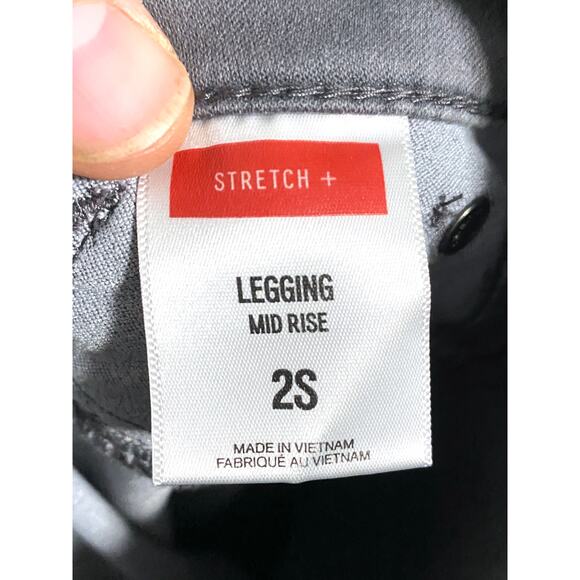 STRETCH +
LEGGING
MID RISE
2S
MADE IN VIETNAM
FABRIQUÉ AU VIETNAM